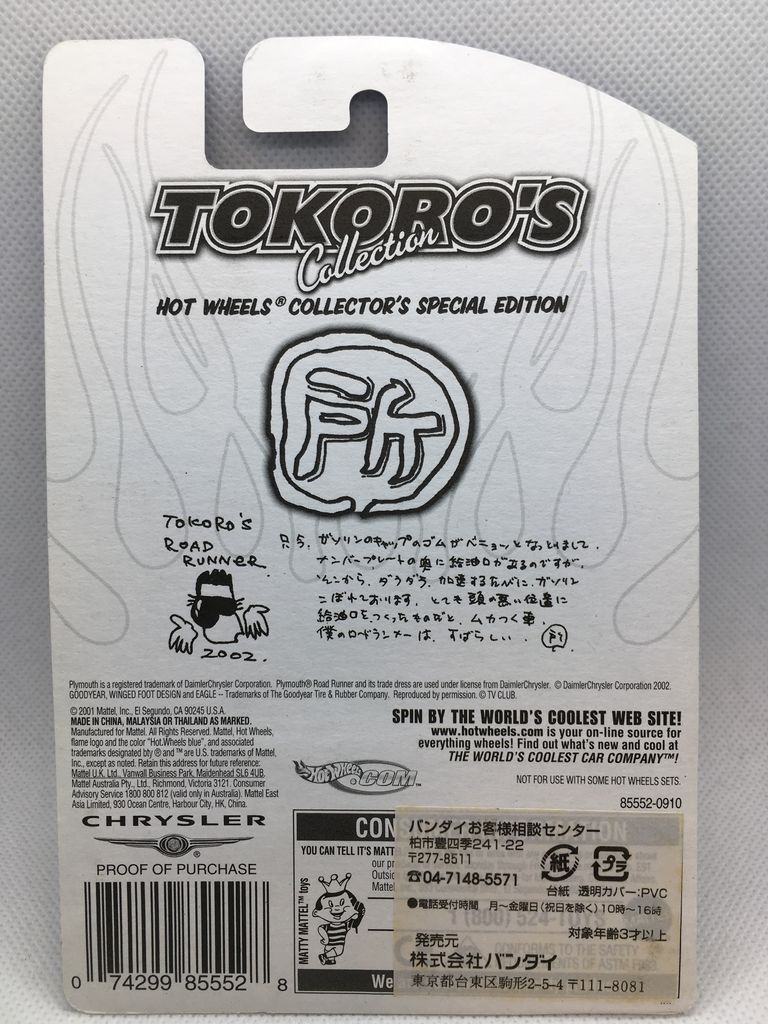 TOKORO'S
Collection
HOT WHEELS® COLLECTOR'S SPECIAL EDITION
所
TOKORO'S
ROAD
RUNNER
2002.
ガソリンのキャップのゴムがベニョーッとなっとりまして、
ナンバープレートの奥に給油口があるのですが、
そこから、ダラダラ、加速するたびに、ガソリン
こぼれております。とても頭の悪い位置に
給油口をつくったものだと、ムカつく車、
僕のロードランナーは、すばらしい。
所
Plymouth is a registered trademark of DaimlerChrysler Corporation. Plymouth® Road Runner and its trade dress are used under license from DaimlerChrysler. © DaimlerChrysler Corporation 2002.
GOODYEAR, WINGED FOOT DESIGN and EAGLE -- Trademarks of The Goodyear Tire & Rubber Company. Reproduced by permission. © TV CLUB.
© 2001 Mattel, Inc., El Segundo, CA 90245 U.S.A.
MADE IN CHINA, MALAYSIA OR THAILAND AS MARKED.
Manufactured for Mattel. All Rights Reserved. Mattel, Hot Wheels,
flame logo and the color "Hot Wheels blue", and associated
trademarks designated by ® and ™ are U.S. trademarks of Mattel,
Inc., except as noted. Retain this address for future reference:
Mattel U.K. Ltd., Vanwall Business Park, Maidenhead SL6 4UB.
Mattel Australia Pty., Ltd., Richmond, Victoria 3121. Consumer
Advisory Service 1800 800 812 (valid only in Australia). Mattel East
Asia Limited, 930 Ocean Centre, Harbour City, HK, China.
SPIN BY THE WORLD'S COOLEST WEB SITE!
www.hotwheels.com is your on-line source for
everything wheels! Find out what's new and cool at
THE WORLD'S COOLEST CAR COMPANY™!
Hot Wheels.COM™
NOT FOR USE WITH SOME HOT WHEELS SETS.
85552-0910
CHRYSLER
PROOF OF PURCHASE
0 74299 85552 8
CON
YOU CAN TELL IT'S MATT
our pr
Outsid
Mattel
MATTY MATTEL™ toys
We
バンダイお客様相談センター
柏市豊四季241-22
〒277-8511
☎04-7148-5571
紙 プラ
台紙 透明カバー:PVC
●電話受付時間 月~金曜日(祝日を除く)10時~16時
対象年齢3才以上
発売元
株式会社バンダイ
東京都台東区駒形2-5-4〒111-8081